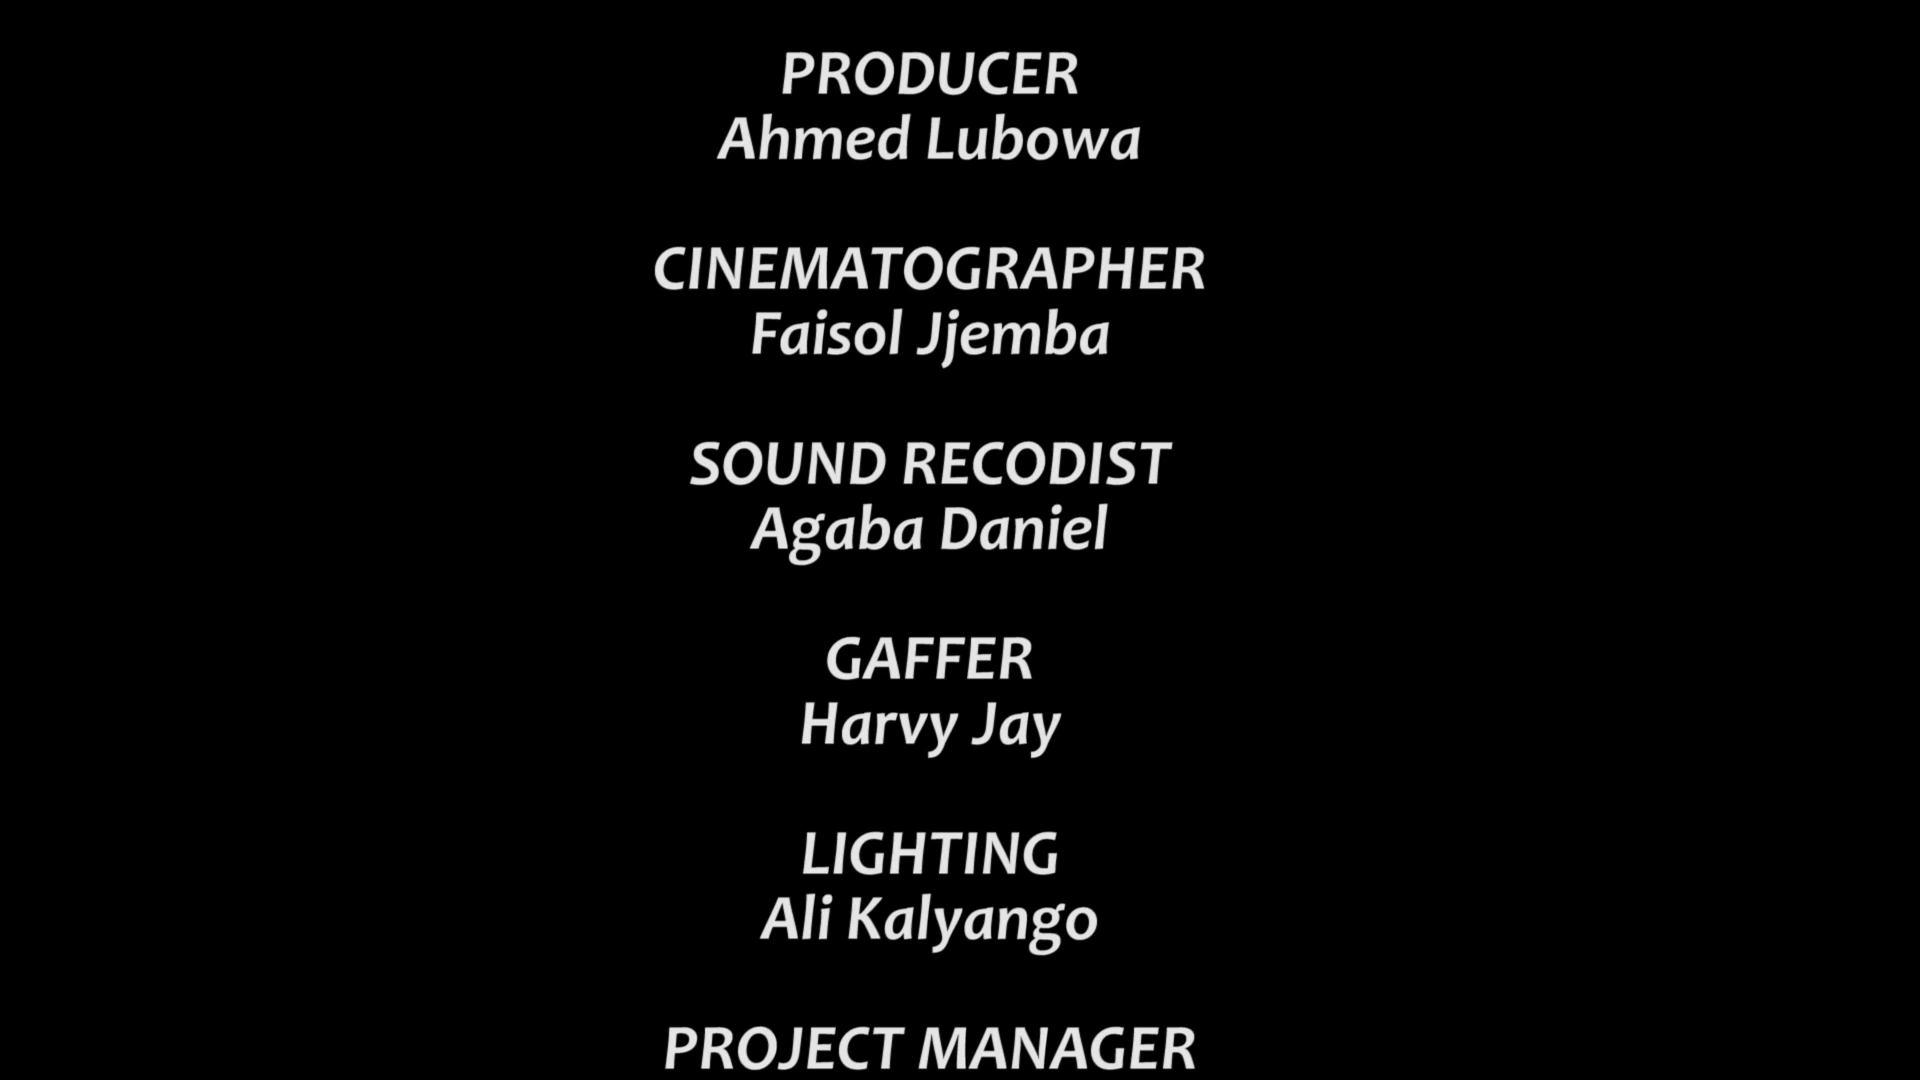 PRODUCER
Ahmed Lubowa
CINEMATOGRAPHER
Faisol Jjemba
SOUND RECODIST
Agaba Daniel
GAFFER
Harvy Jay
LIGHTING
Ali Kalyango
PROJECT MANAGER